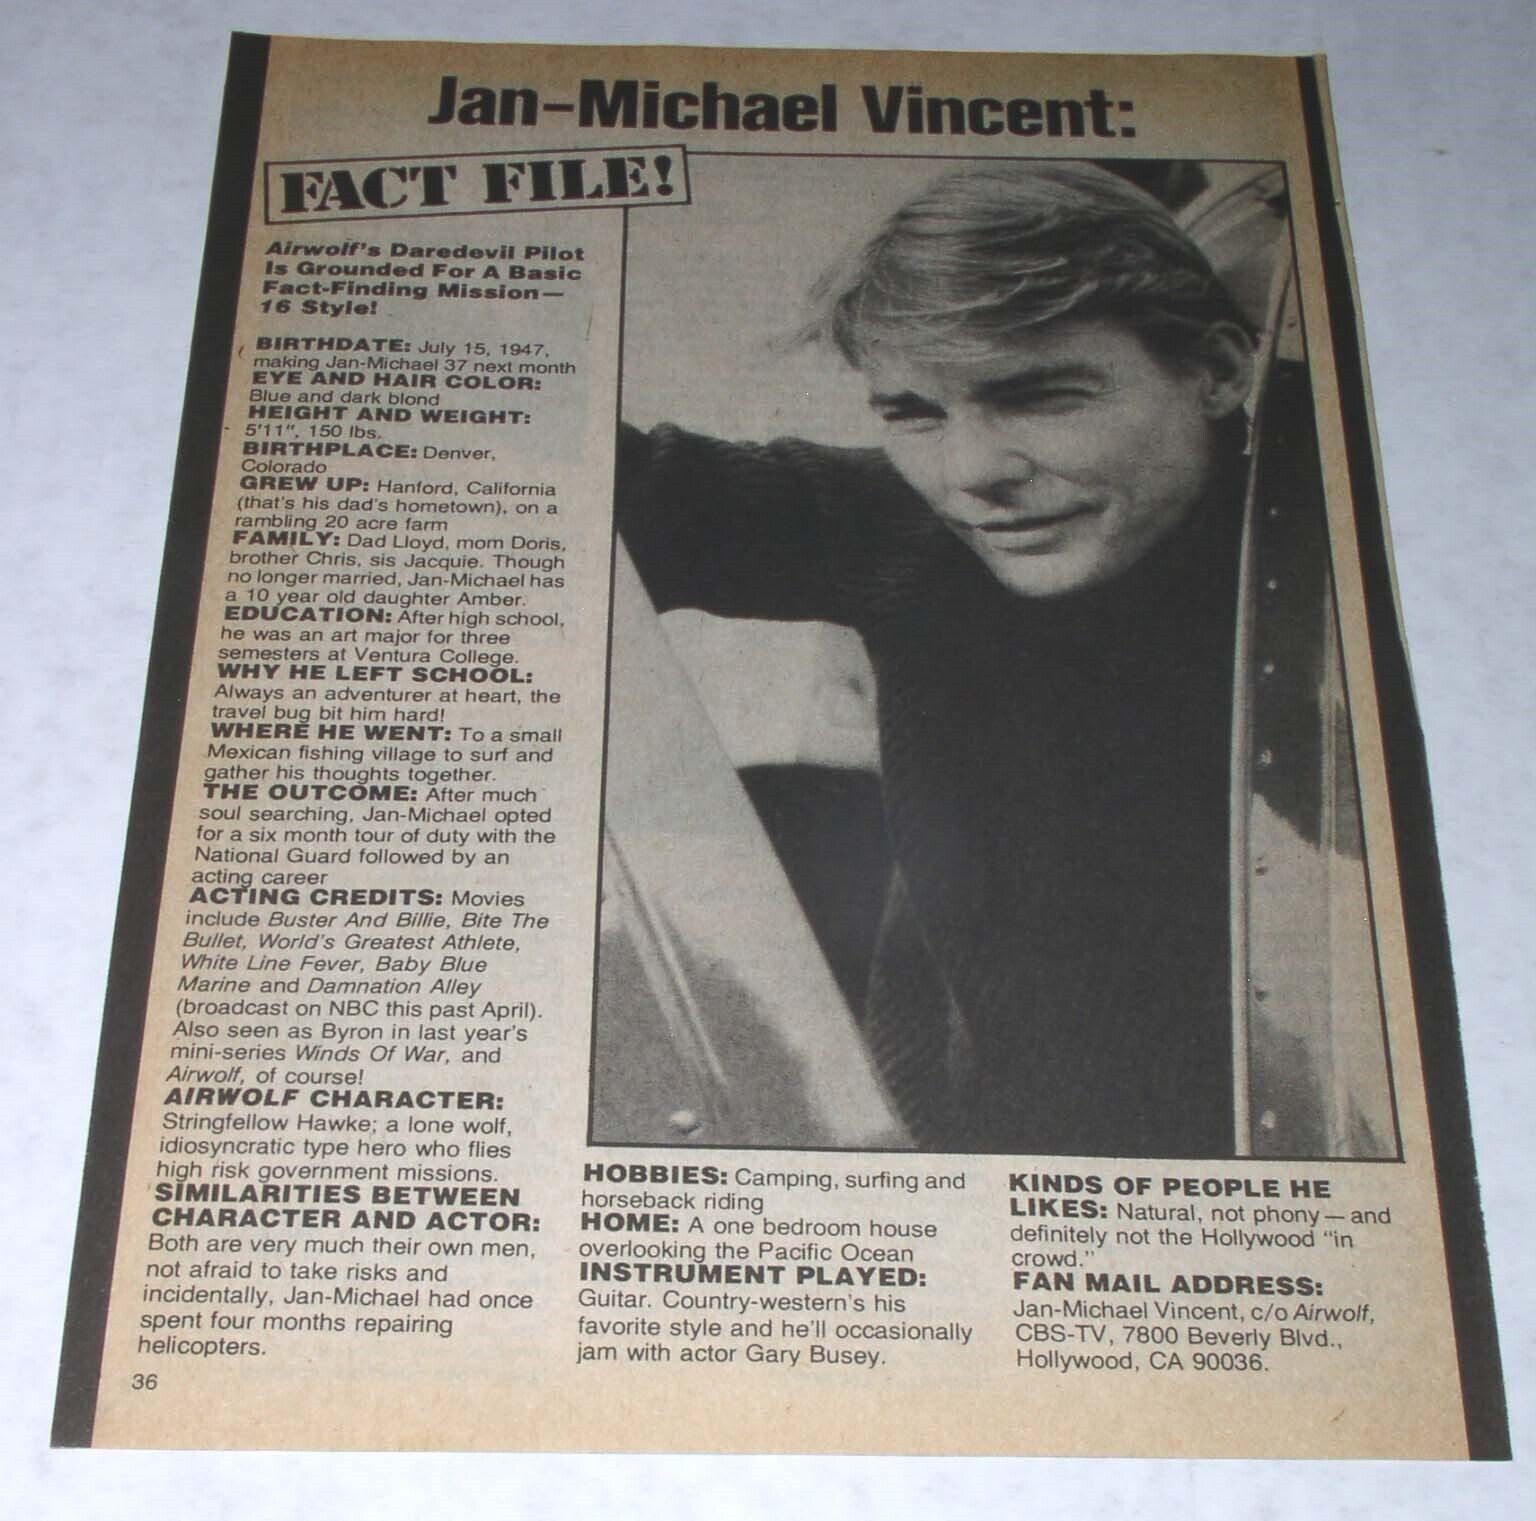 Jan-Michael Vincent:
FACT FILE!
Airwolf's Daredevil Pilot
Is Grounded For A Basic
Fact-Finding Mission—
16 Style!
BIRTHDATE: July 15, 1947,
making Jan-Michael 37 next month
EYE AND HAIR COLOR:
Blue and dark blond
HEIGHT AND WEIGHT:
5'11", 150 lbs.
BIRTHPLACE: Denver,
Colorado
GREW UP: Hanford, California
(that's his dad's hometown), on a
rambling 20 acre farm
FAMILY: Dad Lloyd, mom Doris,
brother Chris, sis Jacquie. Though
no longer married, Jan-Michael has
a 10 year old daughter Amber.
EDUCATION: After high school,
he was an art major for three
semesters at Ventura College.
WHY HE LEFT SCHOOL:
Always an adventurer at heart, the
travel bug bit him hard!
WHERE HE WENT: To a small
Mexican fishing village to surf and
gather his thoughts together.
THE OUTCOME: After much
soul searching, Jan-Michael opted
for a six month tour of duty with the
National Guard followed by an
acting career
ACTING CREDITS: Movies
include Buster And Billie, Bite The
Bullet, World's Greatest Athlete,
White Line Fever, Baby Blue
Marine and Damnation Alley
(broadcast on NBC this past April).
Also seen as Byron in last year's
mini-series Winds Of War, and
Airwolf, of course!
AIRWOLF CHARACTER:
Stringfellow Hawke; a lone wolf,
idiosyncratic type hero who flies
high risk government missions.
SIMILARITIES BETWEEN
CHARACTER AND ACTOR:
Both are very much their own men,
not afraid to take risks and
incidentally, Jan-Michael had once
spent four months repairing
helicopters.
HOBBIES: Camping, surfing and
horseback riding
HOME: A one bedroom house
overlooking the Pacific Ocean
INSTRUMENT PLAYED:
Guitar. Country-western's his
favorite style and he'll occasionally
jam with actor Gary Busey.
KINDS OF PEOPLE HE
LIKES: Natural, not phony—and
definitely not the Hollywood "in
crowd."
FAN MAIL ADDRESS:
Jan-Michael Vincent, c/o Airwolf,
CBS-TV, 7800 Beverly Blvd.,
Hollywood, CA 90036.
36